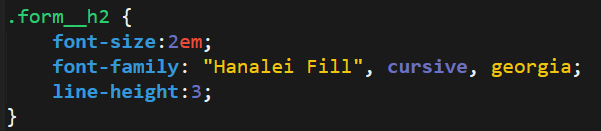 .form__h2 {
    font-size:2em;
    font-family: "Hanalei Fill", cursive, georgia;
    line-height:3;
}